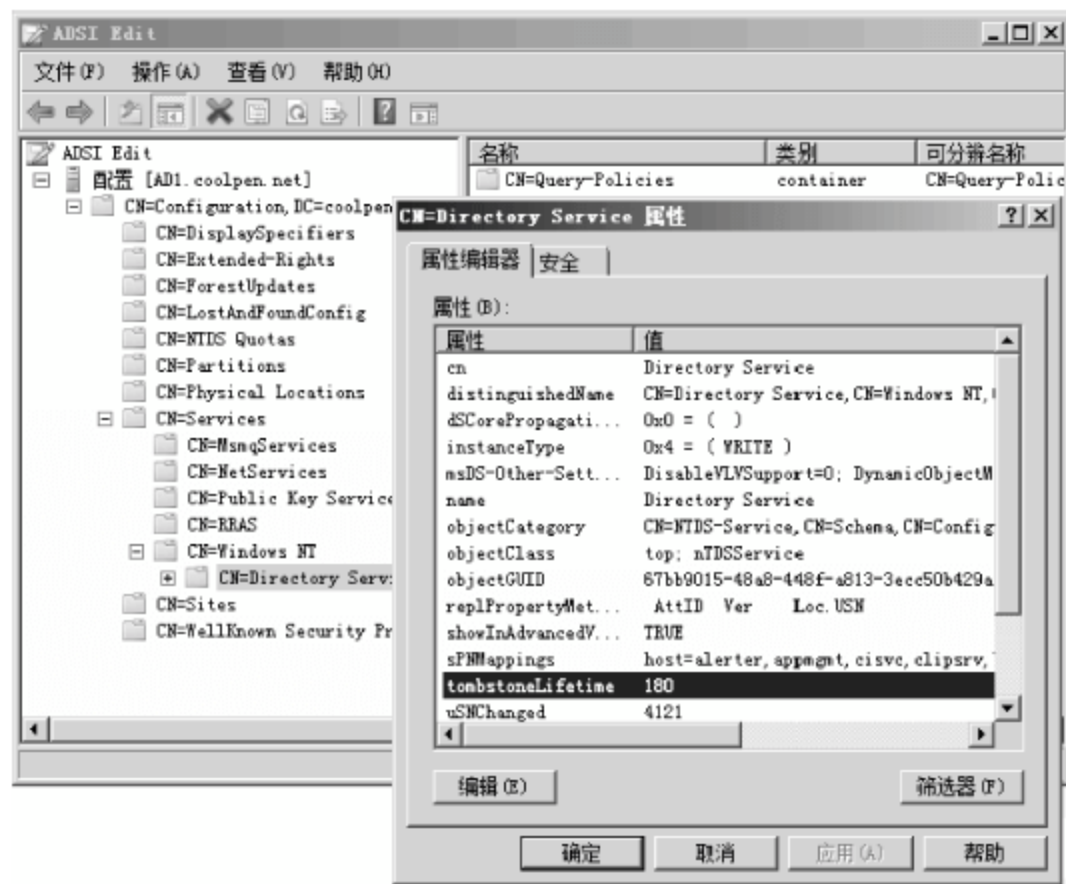 ADSI Edit
文件(F) 操作(A) 查看(V) 帮助(H)
ADSI Edit
配置 [AD1.coolpen.net]
CN=Configuration,DC=coolpen
CN=DisplaySpecifiers
CN=Extended-Rights
CN=ForestUpdates
CN=LostAndFoundConfig
CN=NTDS Quotas
CN=Partitions
CN=Physical Locations
CN=Services
CN=MsmqServices
CN=NetServices
CN=Public Key Service
CN=RRAS
CN=Windows NT
CN=Directory Serv
CN=Sites
CN=WellKnown Security Pr
名称 类别 可分辨名称
CN=Query-Policies container CN=Query-Polic
CN=Directory Service 属性
属性编辑器 安全
属性(B):
属性 值
cn Directory Service
distinguishedName CN=Directory Service,CN=Windows NT,
dSCorePropagati... 0x0 = ( )
instanceType 0x4 = ( WRITE )
msDS-Other-Sett... DisableVLVSupport=0; DynamicObjectM
name Directory Service
objectCategory CN=NTDS-Service,CN=Schema,CN=Config
objectClass top; nTDSService
objectGUID 67bb9015-48a8-448f-a813-3ecc50b429a
replPropertyMet... AttID Ver Loc.USN
showInAdvancedV... TRUE
sPNMappings host=alerter,appmgmt,cisvc,clipsrv,
tombstoneLifetime 180
uSNChanged 4121
编辑(E) 筛选器(F)
确定 取消 应用(A) 帮助